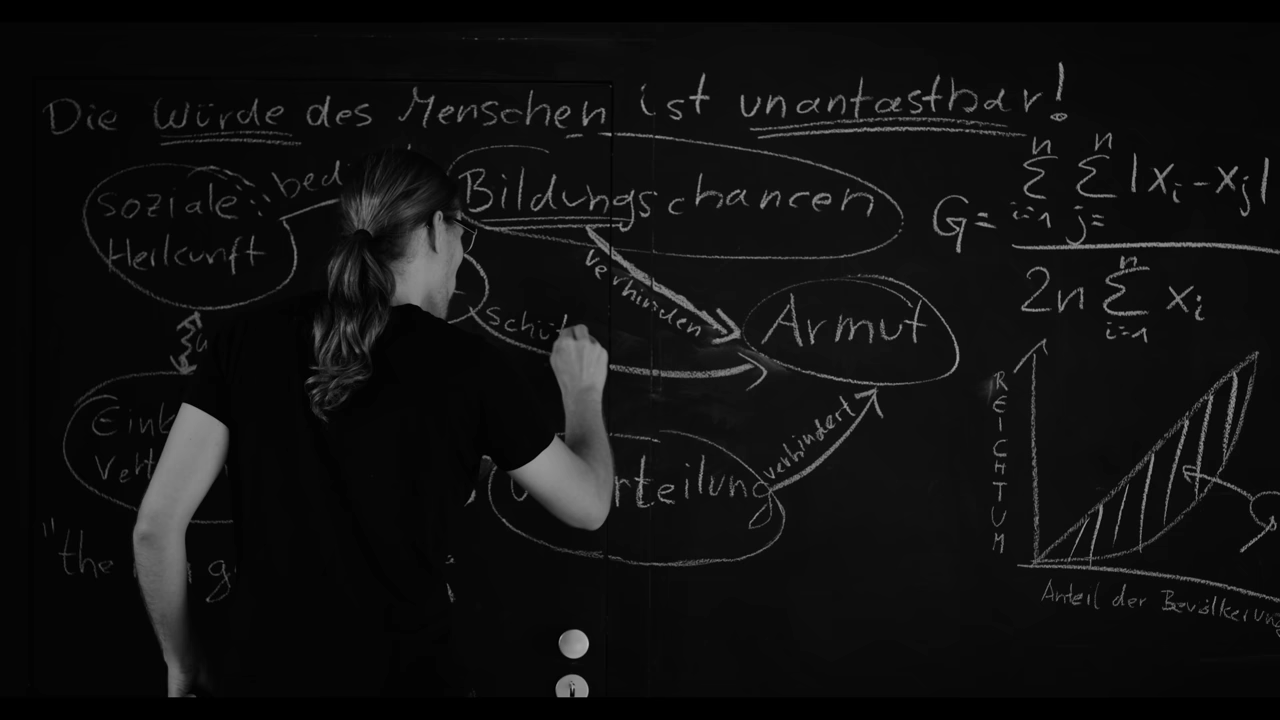 Die Würde des Menschen ist unantastbar!
soziale
Herkunft
Bildungschancen
verhindern
Armut
verhindert
"the
G= n Σ i=1 n Σ j= |xi-xj|
2n n Σ i=1 xi
REICHTUM
Anteil der Bevölkerung